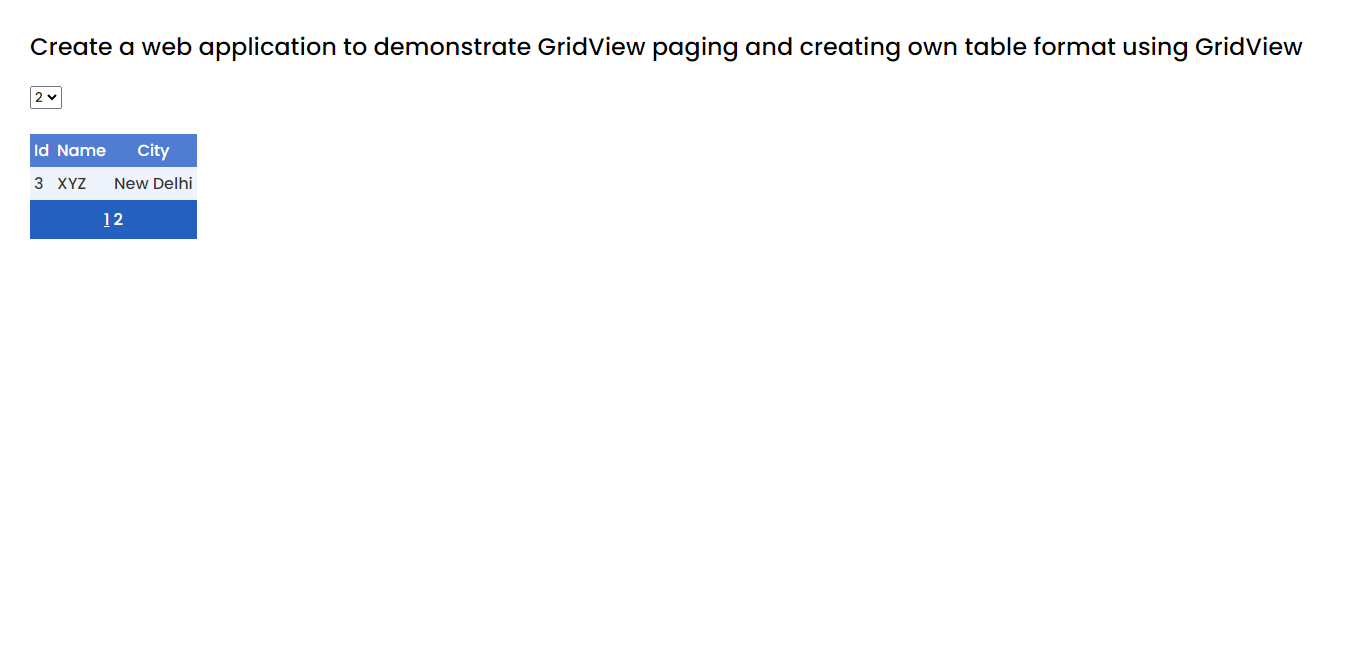 Create a web application to demonstrate GridView paging and creating own table format using GridView
2
Id Name City
3 XYZ New Delhi
1 2